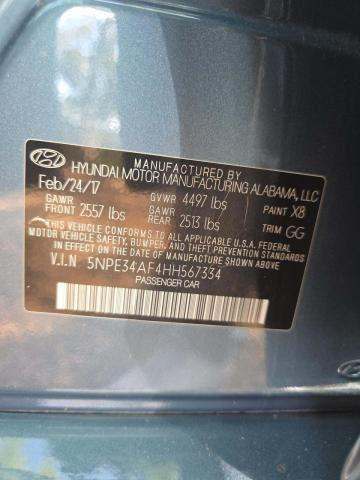 MANUFACTURED BY
HYUNDAI MOTOR MANUFACTURING ALABAMA, LLC
Feb/24/17 GVWR 4497 lbs PAINT X8
GAWR FRONT 2557 lbs GAWR REAR 2513 lbs TRIM GG
THIS VEHICLE CONFORMS TO ALL APPLICABLE U.S. FEDERAL
MOTOR VEHICLE SAFETY, BUMPER, AND THEFT PREVENTION STANDARDS
IN EFFECT ON THE DATE OF MANUFACTURE SHOWN ABOVE.
V.I.N 5NPE34AF4HH567334
PASSENGER CAR